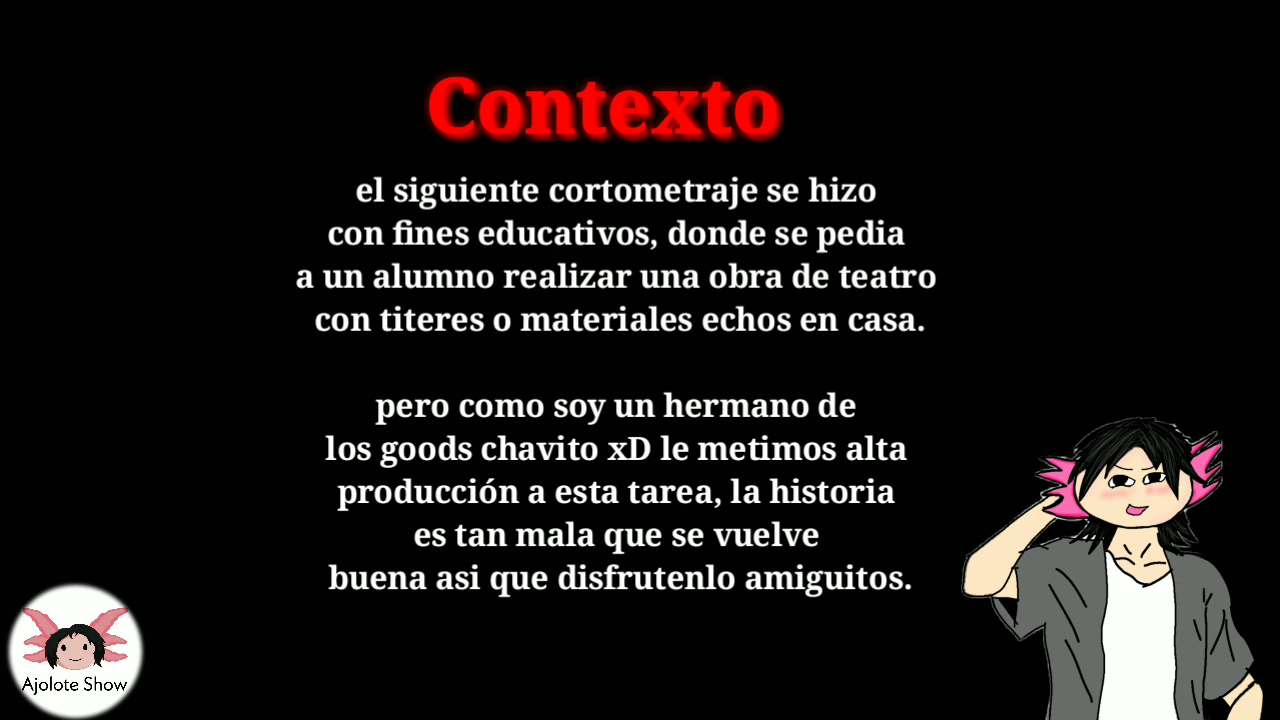 Contexto
el siguiente cortometraje se hizo
con fines educativos, donde se pedia
a un alumno realizar una obra de teatro
con titeres o materiales echos en casa.
pero como soy un hermano de
los goods chavito xD le metimos alta
producción a esta tarea, la historia
es tan mala que se vuelve
buena asi que disfrutenlo amiguitos.
Ajolote Show